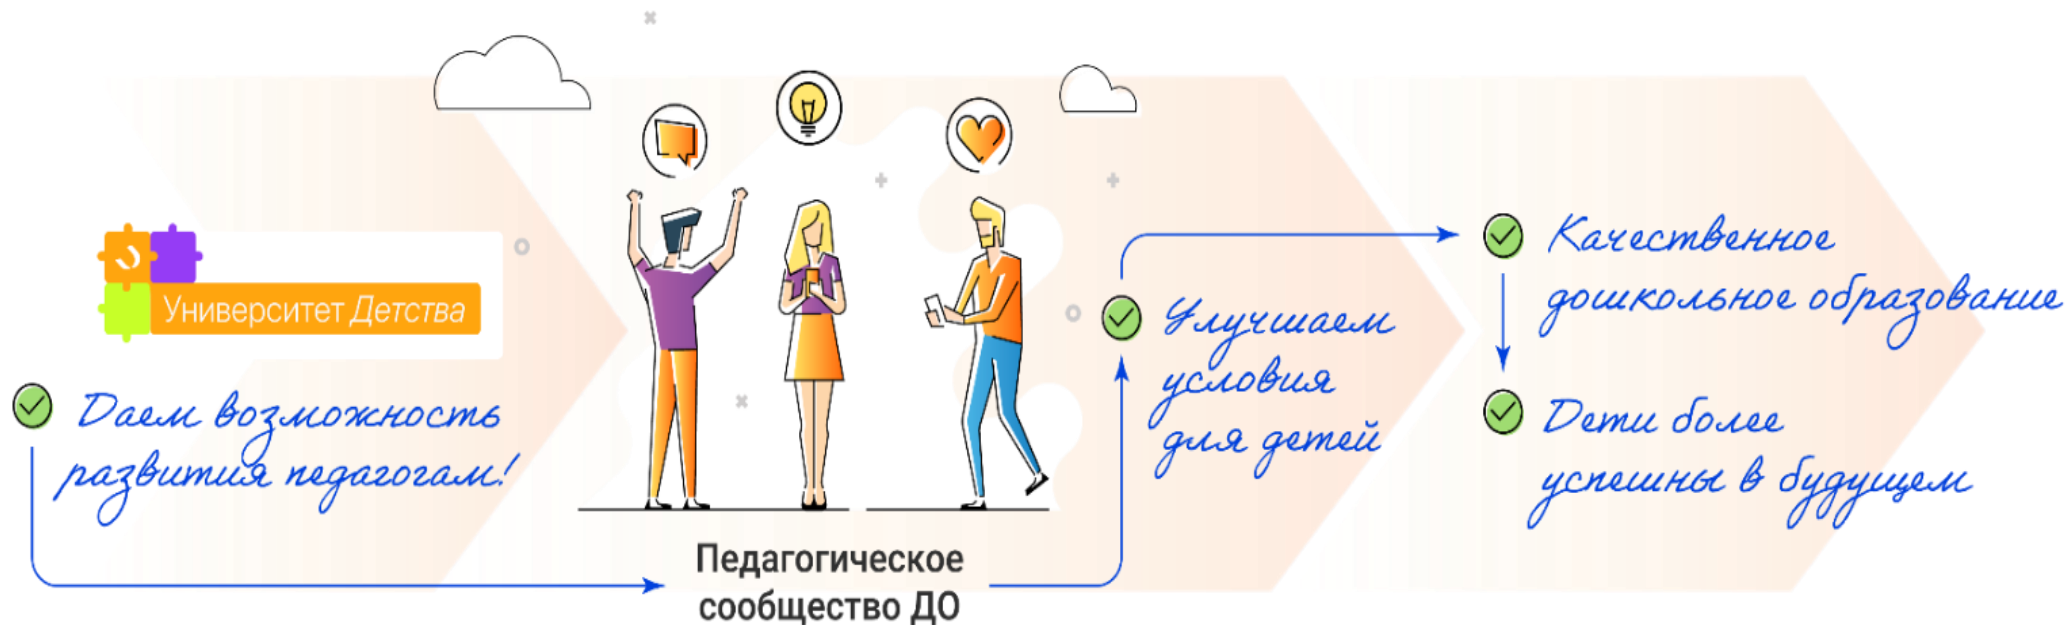 Университет Детства
Даем возможность
развития педагогам!
Педагогическое
сообщество ДО
Улучшаем
условия
для детей
Качественное
дошкольное образование
Дети более
успешны в будущем